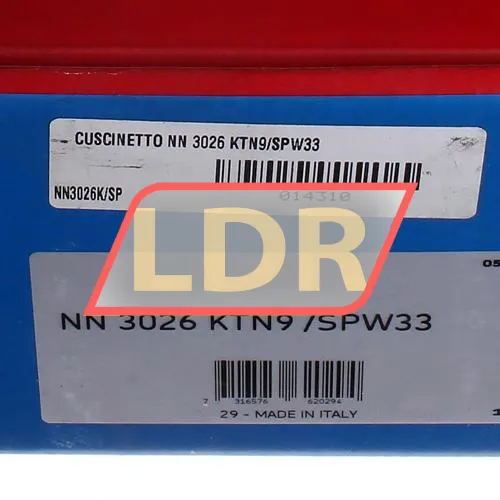 CUSCINETTO NN 3026 KTN9/SPW33
NN3026K/SP
014310
LDR
05
NN 3026 KTN9/SPW33
7 316576 620294
29 - MADE IN ITALY
1